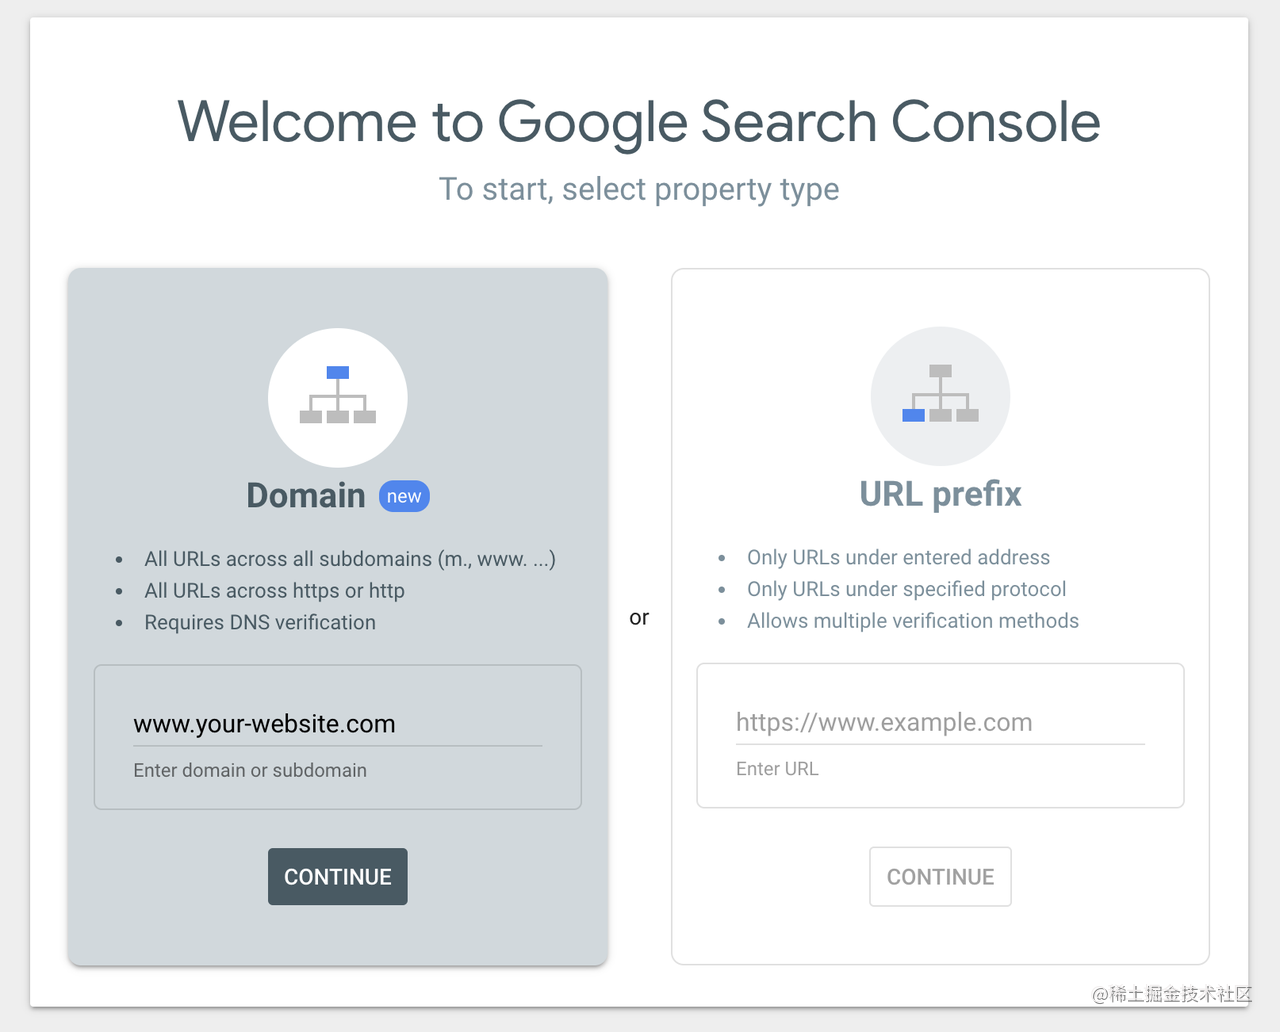 Welcome to Google Search Console
To start, select property type
Domain new
• All URLs across all subdomains (m., www. ...)
• All URLs across https or http
• Requires DNS verification
www.your-website.com
Enter domain or subdomain
CONTINUE
or
URL prefix
• Only URLs under entered address
• Only URLs under specified protocol
• Allows multiple verification methods
https://www.example.com
Enter URL
CONTINUE
@稀土掘金技术社区